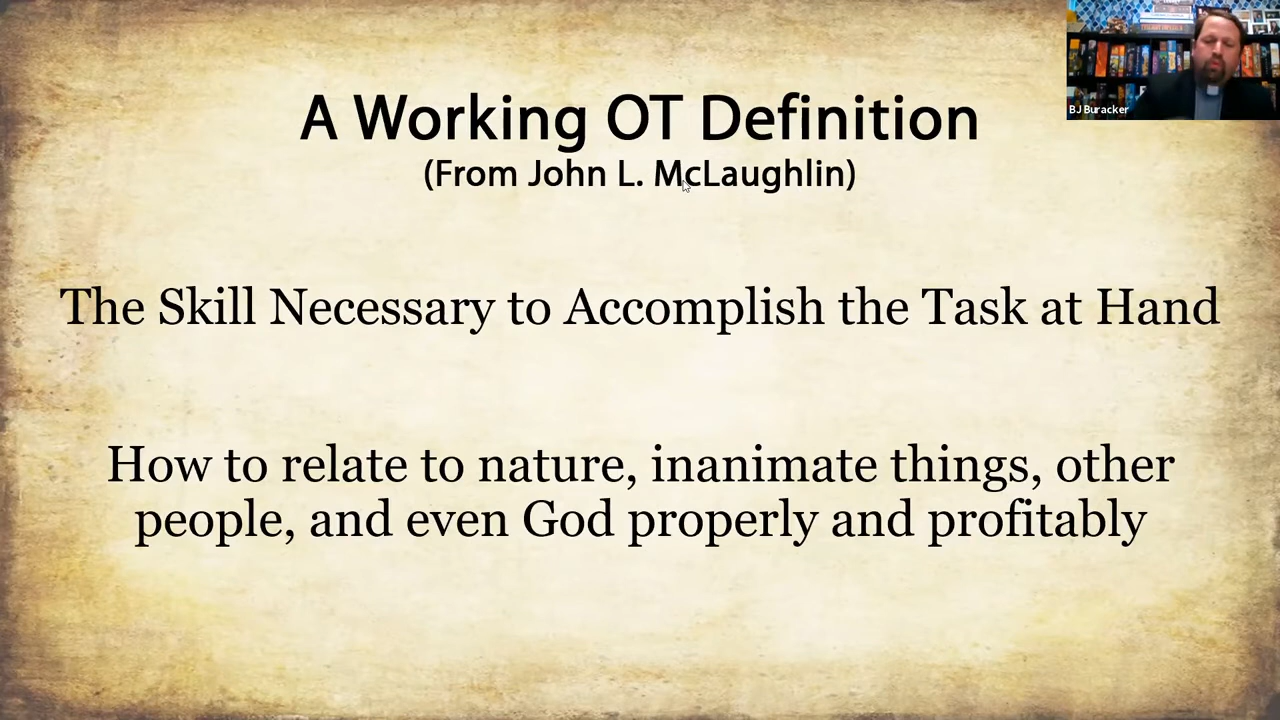 A Working OT Definition
(From John L. McLaughlin)
The Skill Necessary to Accomplish the Task at Hand
How to relate to nature, inanimate things, other
people, and even God properly and profitably
BJ Buracker